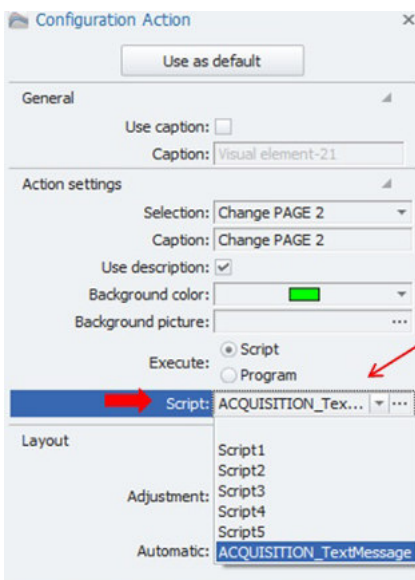 Configuration Action
Use as default
General
Use caption:
Caption: Visual element-21
Action settings
Selection: Change PAGE 2
Caption: Change PAGE 2
Use description:
Background color:
Background picture: ...
Execute: Script
Program
Script: ACQUISITION_Tex... ...
Layout
Script1
Script2
Adjustment: Script3
Script4
Script5
Automatic: ACQUISITION_TextMessage